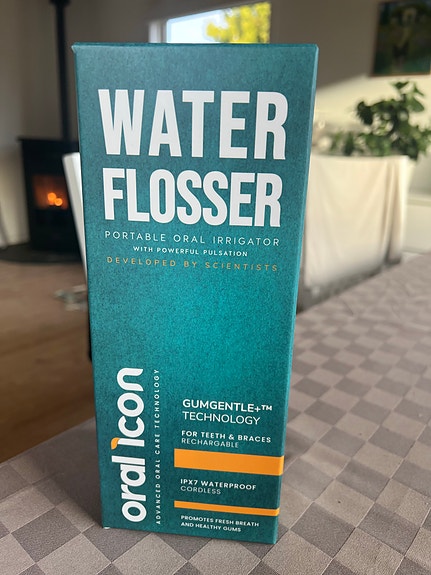 WATER
FLOSSER
PORTABLE ORAL IRRIGATOR
WITH POWERFUL PULSATION
DEVELOPED BY SCIENTISTS
oral icon
ADVANCED ORAL CARE TECHNOLOGY
GUMGENTLE+™
TECHNOLOGY
FOR TEETH & BRACES
RECHARGABLE
IPX7 WATERPROOF
CORDLESS
PROMOTES FRESH BREATH
AND HEALTHY GUMS